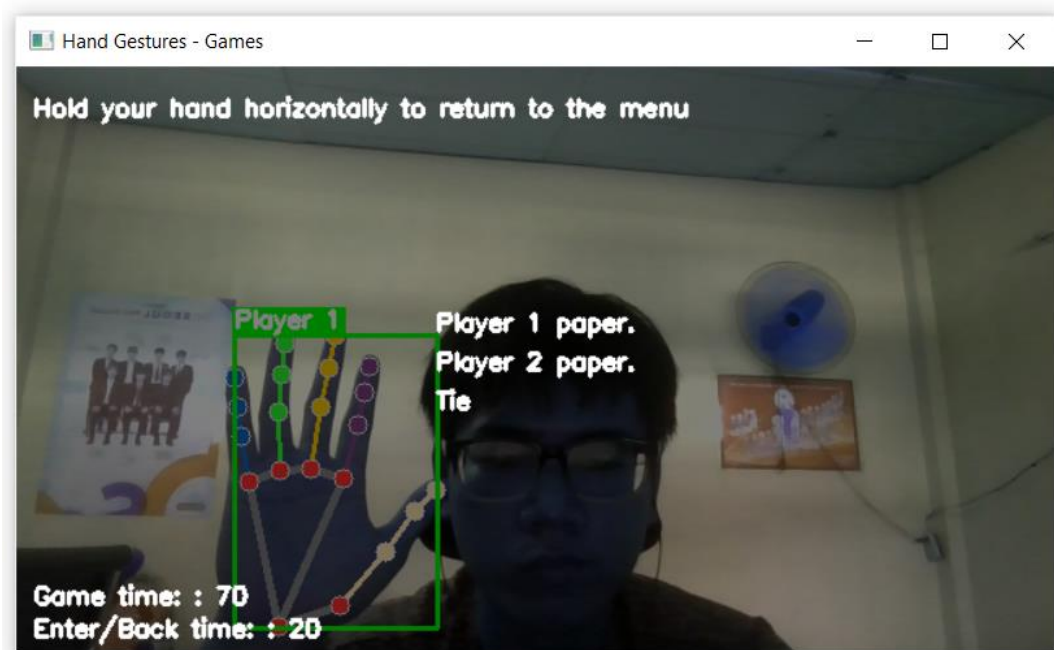 Hand Gestures - Games
Hold your hand horizontally to return to the menu
Player 1
Player 1 paper.
Player 2 paper.
Tie
Game time: : 70
Enter/Back time: : 20